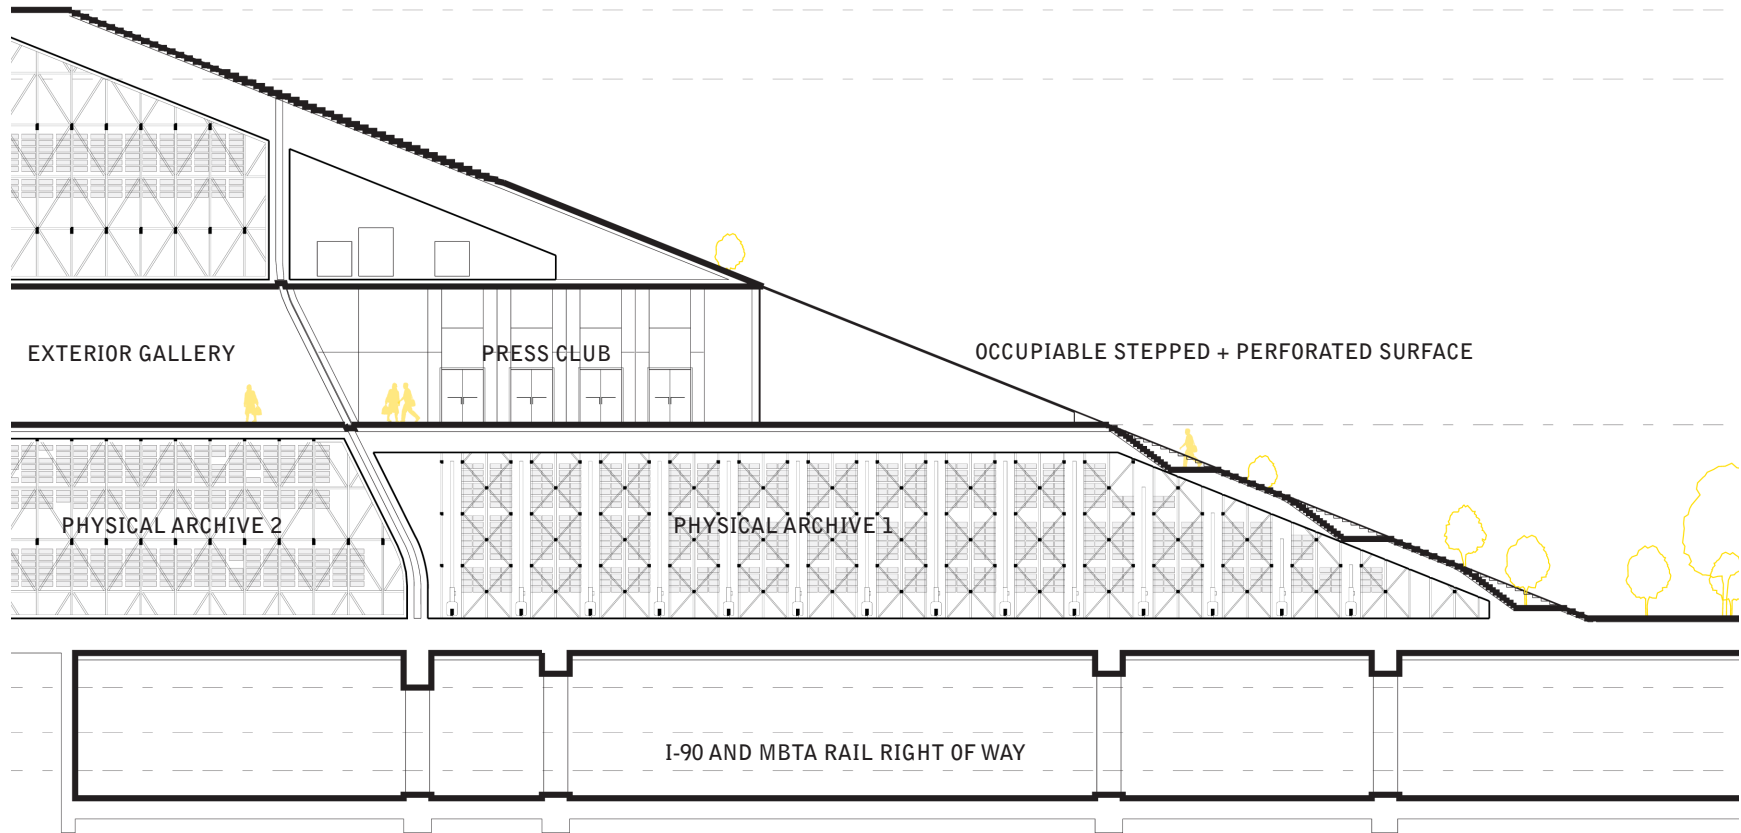 EXTERIOR GALLERY
PRESS CLUB
OCCUPIABLE STEPPED + PERFORATED SURFACE
PHYSICAL ARCHIVE 2
PHYSICAL ARCHIVE 1
I-90 AND MBTA RAIL RIGHT OF WAY